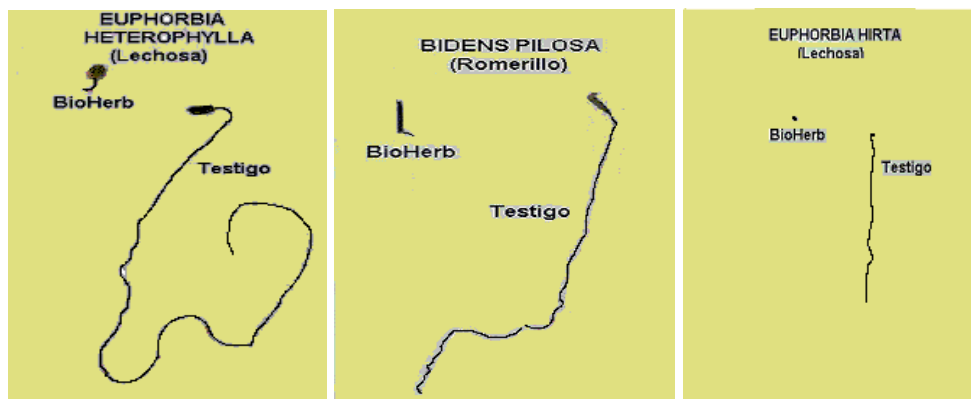 EUPHORBIA
HETEROPHYLLA
(Lechosa)
BioHerb
Testigo
BIDENS PILOSA
(Romerillo)
BioHerb
Testigo
EUPHORBIA HIRTA
(Lechosa)
BioHerb
Testigo